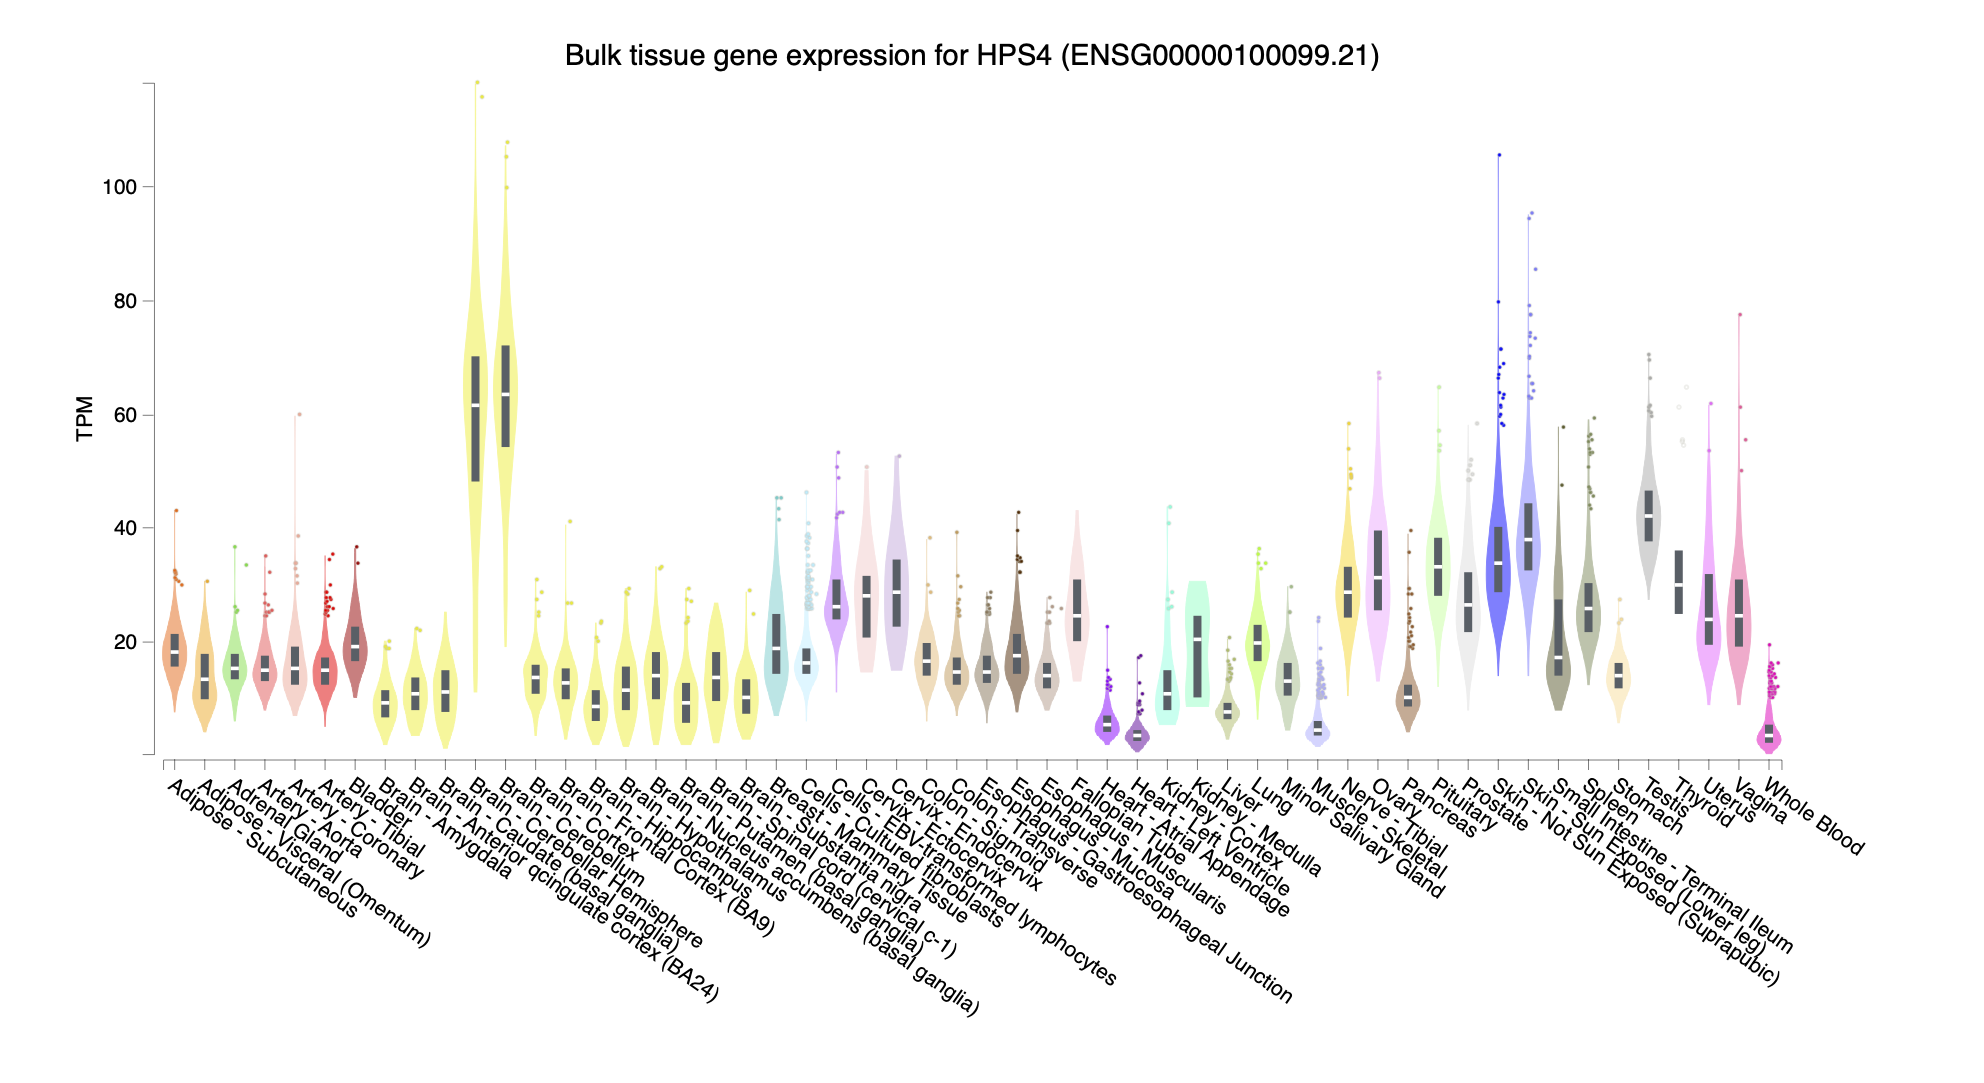 Bulk tissue gene expression for HPS4 (ENSG00000100099.21)
TPM
100
80
60
40
20
Adipose - Subcutaneous
Adipose - Visceral (Omentum)
Adrenal Gland
Artery - Aorta
Artery - Coronary
Artery - Tibial
Bladder
Brain - Amygdala
Brain - Anterior qcingulate cortex (BA24)
Brain - Caudate (basal ganglia)
Brain - Cerebellar Hemisphere
Brain - Cerebellum
Brain - Cortex
Brain - Frontal Cortex (BA9)
Brain - Hippocampus
Brain - Hypothalamus
Brain - Nucleus accumbens (basal ganglia)
Brain - Putamen (basal ganglia)
Brain - Spinal cord (cervical c-1)
Brain - Substantia nigra
Breast - Mammary Tissue
Cells - Cultured fibroblasts
Cells - EBV-transformed lymphocytes
Cervix - Ectocervix
Cervix - Endocervix
Colon - Sigmoid
Colon - Transverse
Esophagus - Gastroesophageal Junction
Esophagus - Mucosa
Esophagus - Muscularis
Fallopian Tube
Heart - Atrial Appendage
Heart - Left Ventricle
Kidney - Cortex
Kidney - Medulla
Liver
Lung
Minor Salivary Gland
Muscle - Skeletal
Nerve - Tibial
Ovary
Pancreas
Pituitary
Prostate
Skin - Not Sun Exposed (Suprapubic)
Skin - Sun Exposed (Lower leg)
Small Intestine - Terminal Ileum
Spleen
Stomach
Testis
Thyroid
Uterus
Vagina
Whole Blood